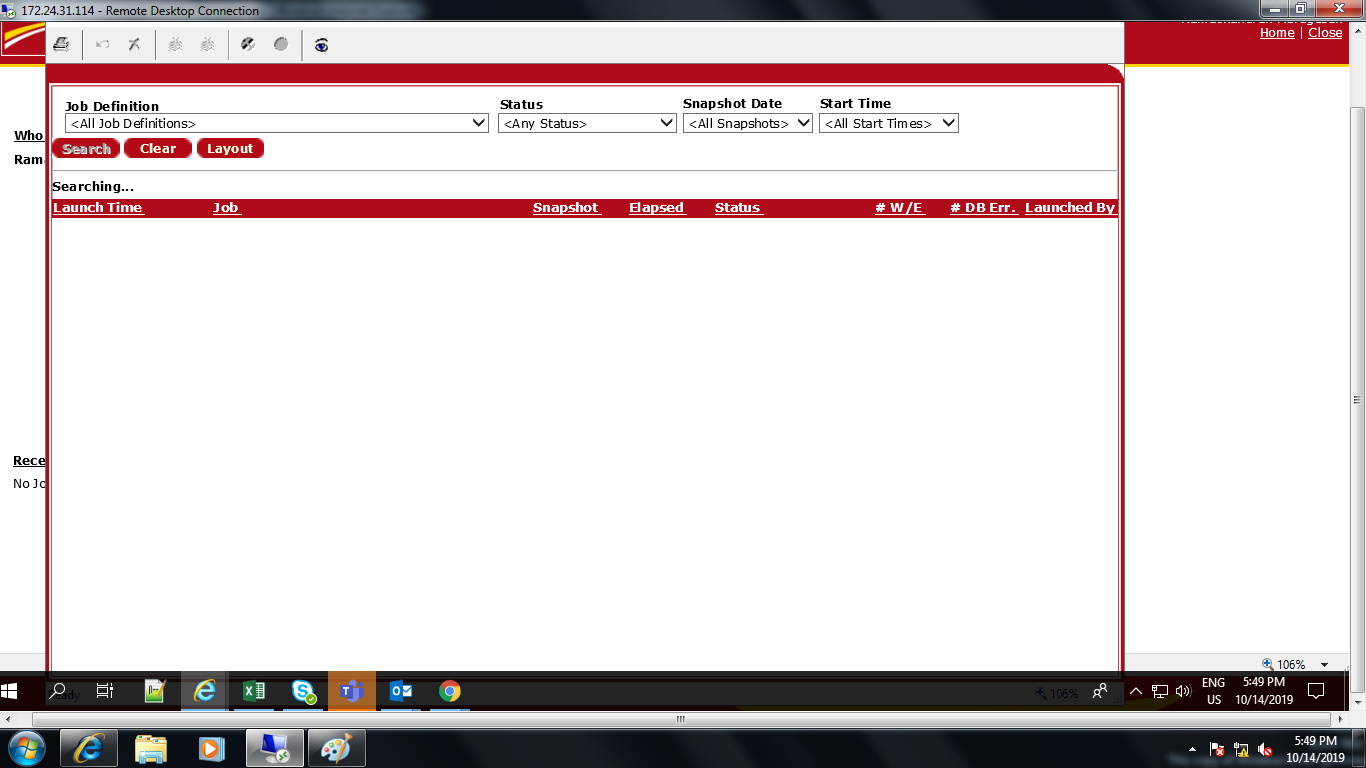 172.24.31.114 - Remote Desktop Connection
Home | Close
Job Definition Status Snapshot Date Start Time
<All Job Definitions> <Any Status> <All Snapshots> <All Start Times>
Who
Search Clear Layout
Ram
Searching...
Launch Time Job Snapshot Elapsed Status # W/E # DB Err. Launched By
Rece
No Jo
106%
106%
ENG
US
5:49 PM
10/14/2019
5:49 PM
10/14/2019